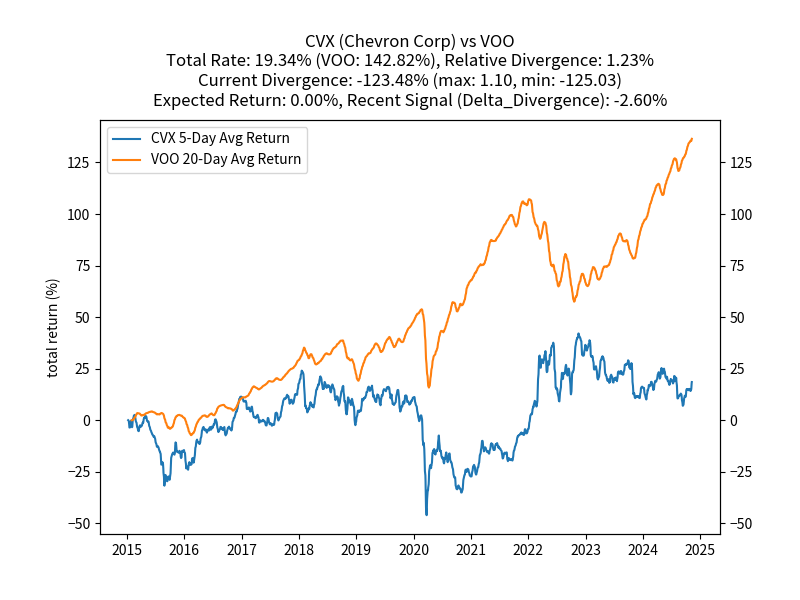 CVX (Chevron Corp) vs VOO
Total Rate: 19.34% (VOO: 142.82%), Relative Divergence: 1.23%
Current Divergence: -123.48% (max: 1.10, min: -125.03)
Expected Return: 0.00%, Recent Signal (Delta_Divergence): -2.60%
CVX 5-Day Avg Return
VOO 20-Day Avg Return
total return (%)
125
100
75
50
25
0
−25
−50
125
100
75
50
25
0
−25
−50
2015 2016 2017 2018 2019 2020 2021 2022 2023 2024 2025